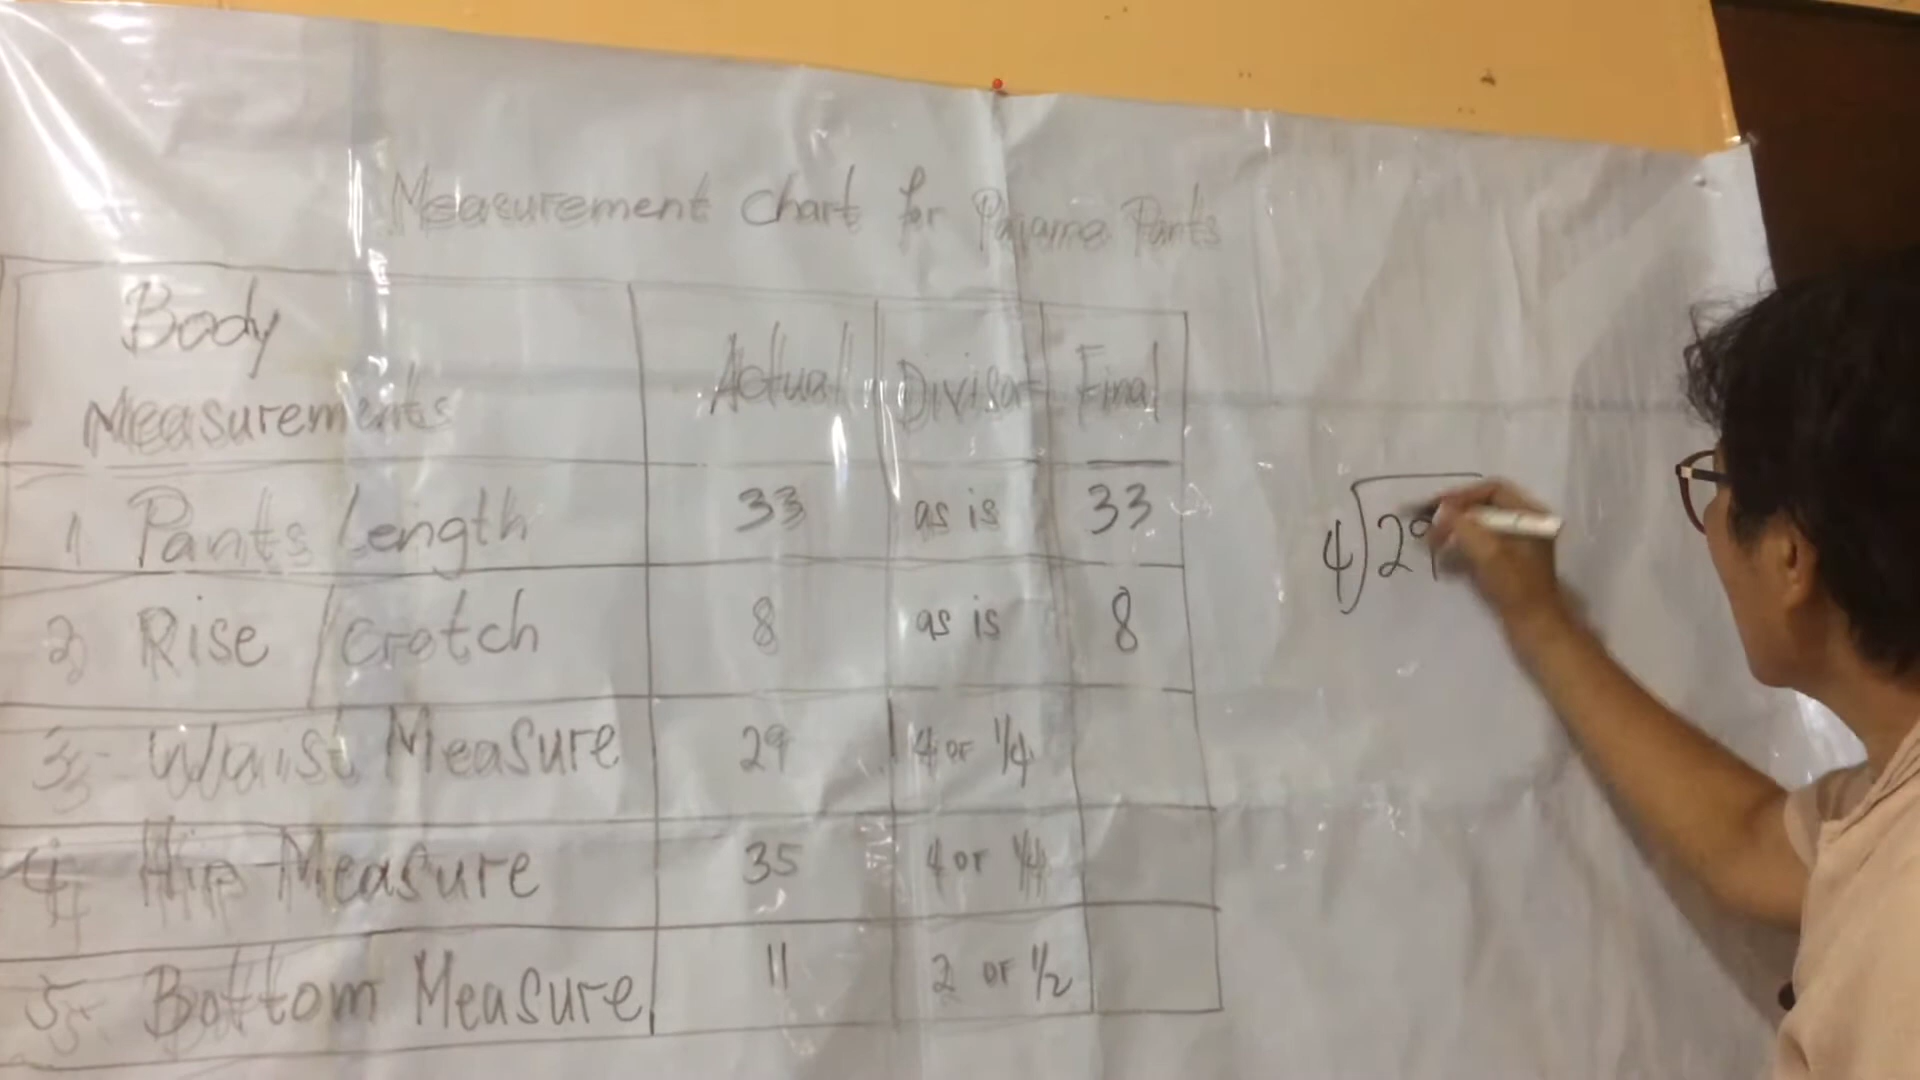 Measurement Chart for Pajama Pants
Body Measurements Actual Divisor Final
1 Pants Length 33 as is 33
2 Rise / Crotch 8 as is 8
3 Waist Measure 29 4 or 1/4
4 Hip Measure 35 4 or 1/4
5 Bottom Measure 11 2 or 1/2
4 29